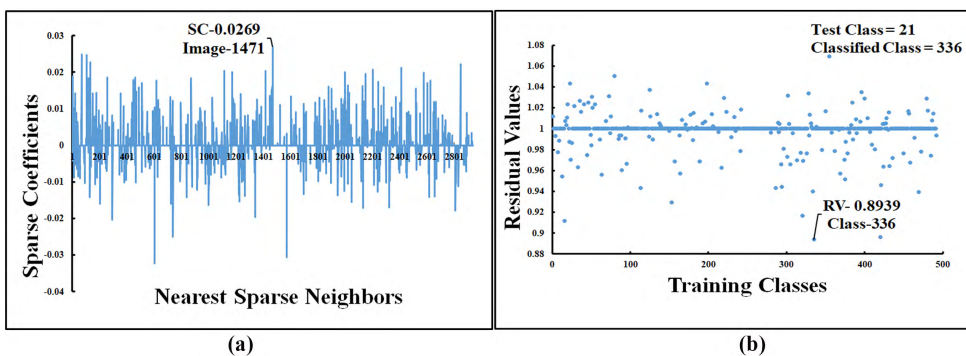 SC-0.0269
Image-1471
0.03
0.02
0.01
0
-0.01
-0.02
-0.03
-0.04
1 201 401 601 801 1001 1201 1401 1601 1801 2001 2201 2401 2601 2801
Sparse Coefficients
Nearest Sparse Neighbors
(a)
Test Class = 21
Classified Class = 336
1.08
1.06
1.04
1.02
1
0.98
0.96
0.94
0.92
0.9
0.88
RV- 0.8939
Class-336
0 100 200 300 400 500
Residual Values
Training Classes
(b)